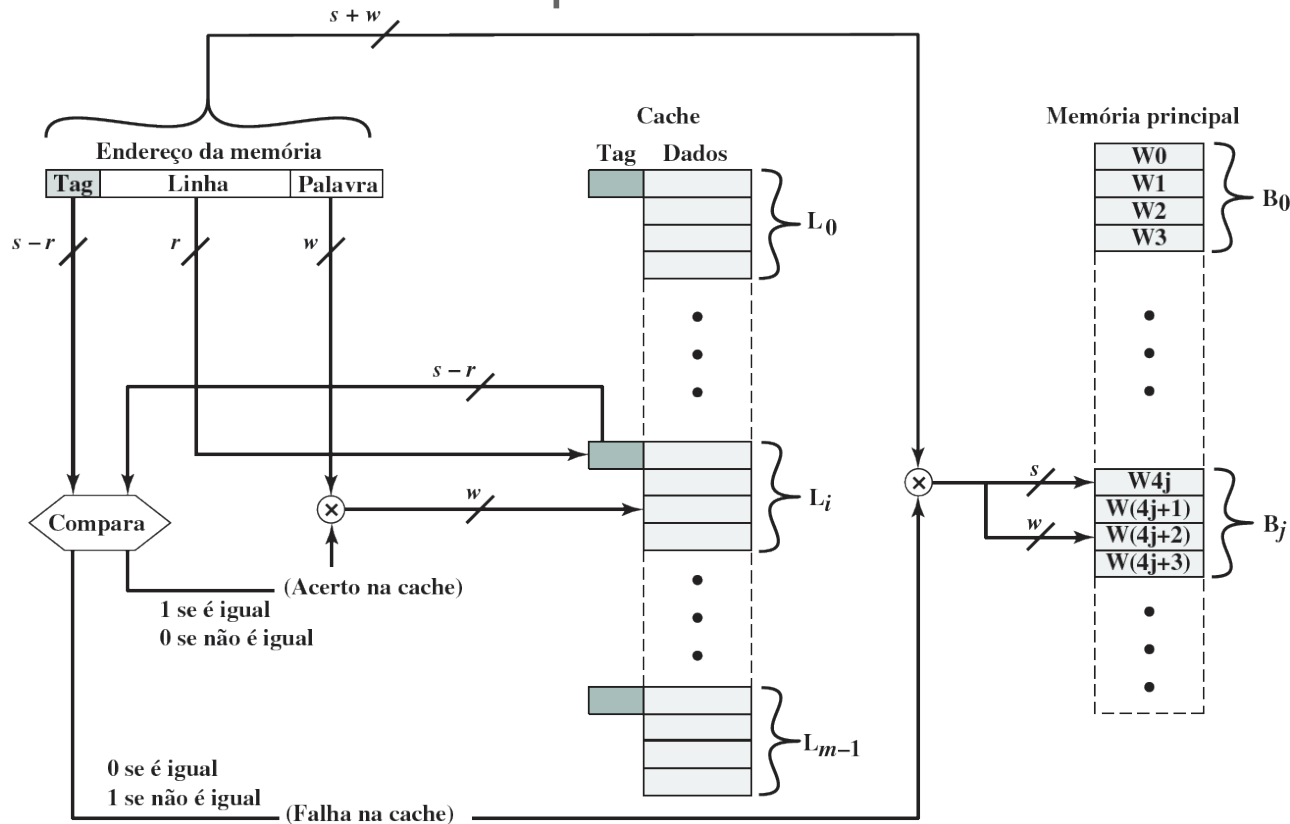 s + w
Cache
Memória principal
Endereço da memória
Tag Dados
Tag Linha Palavra
W0
W1
W2
W3
B0
L0
s – r
r
w
s – r
W4j
W(4j+1)
W(4j+2)
W(4j+3)
Bj
s
w
Li
w
Compara
(Acerto na cache)
1 se é igual
0 se não é igual
Lm–1
0 se é igual
1 se não é igual
(Falha na cache)